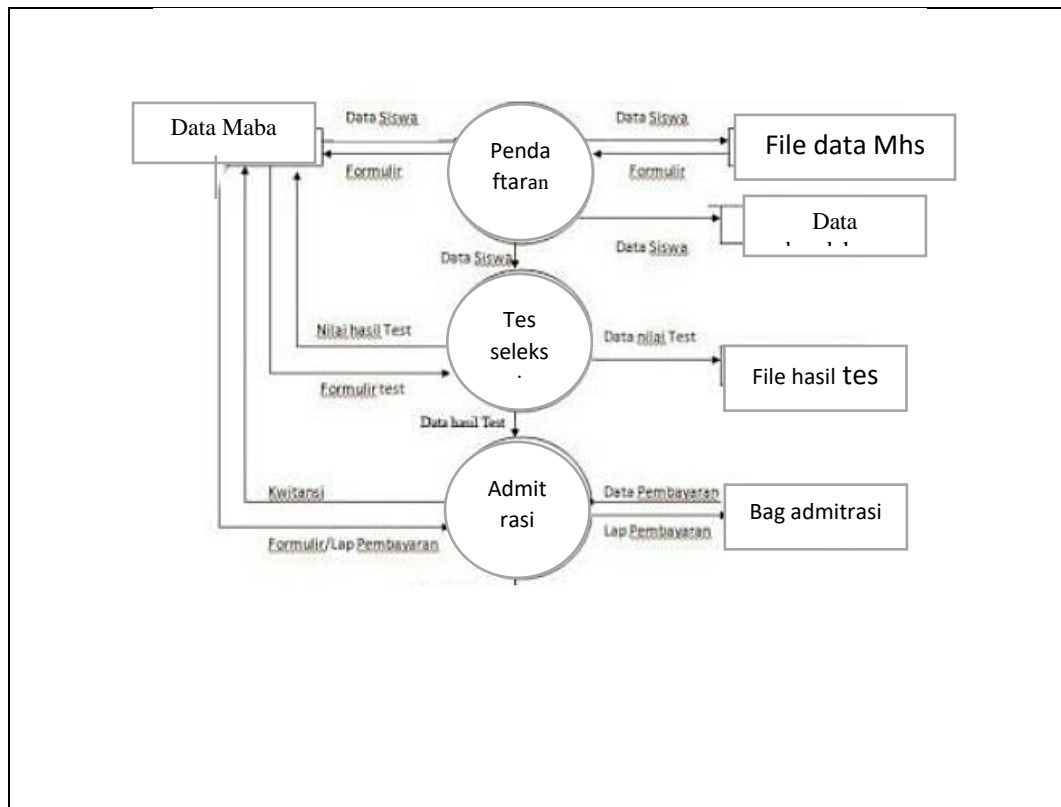 Data Maba
Data Siswa
Formulir
Penda
ftaran
Data Siswa
Formulir
File data Mhs
Data
Data Siswa
Data Siswa
Nilai hasil Test
Formulir test
Tes
seleks
Data nilai Test
File hasil tes
Data hasil Test
Kwitansi
Formulir/Lap Pembayaran
Admit
rasi
Data Pembayaran
Lap Pembayaran
Bag admitrasi